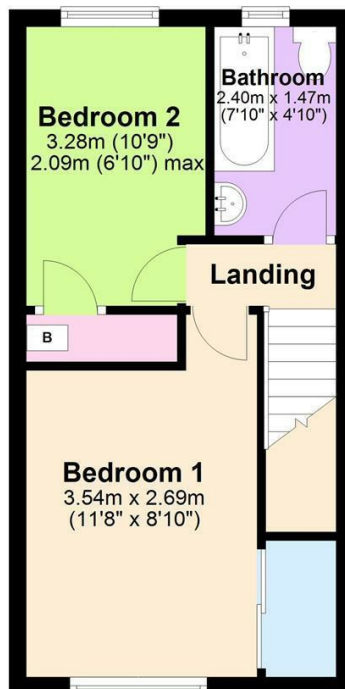 Bedroom 2
3.28m (10'9")
2.09m (6'10") max
Bathroom
2.40m x 1.47m
(7'10" x 4'10")
Landing
B
Bedroom 1
3.54m x 2.69m
(11'8" x 8'10")